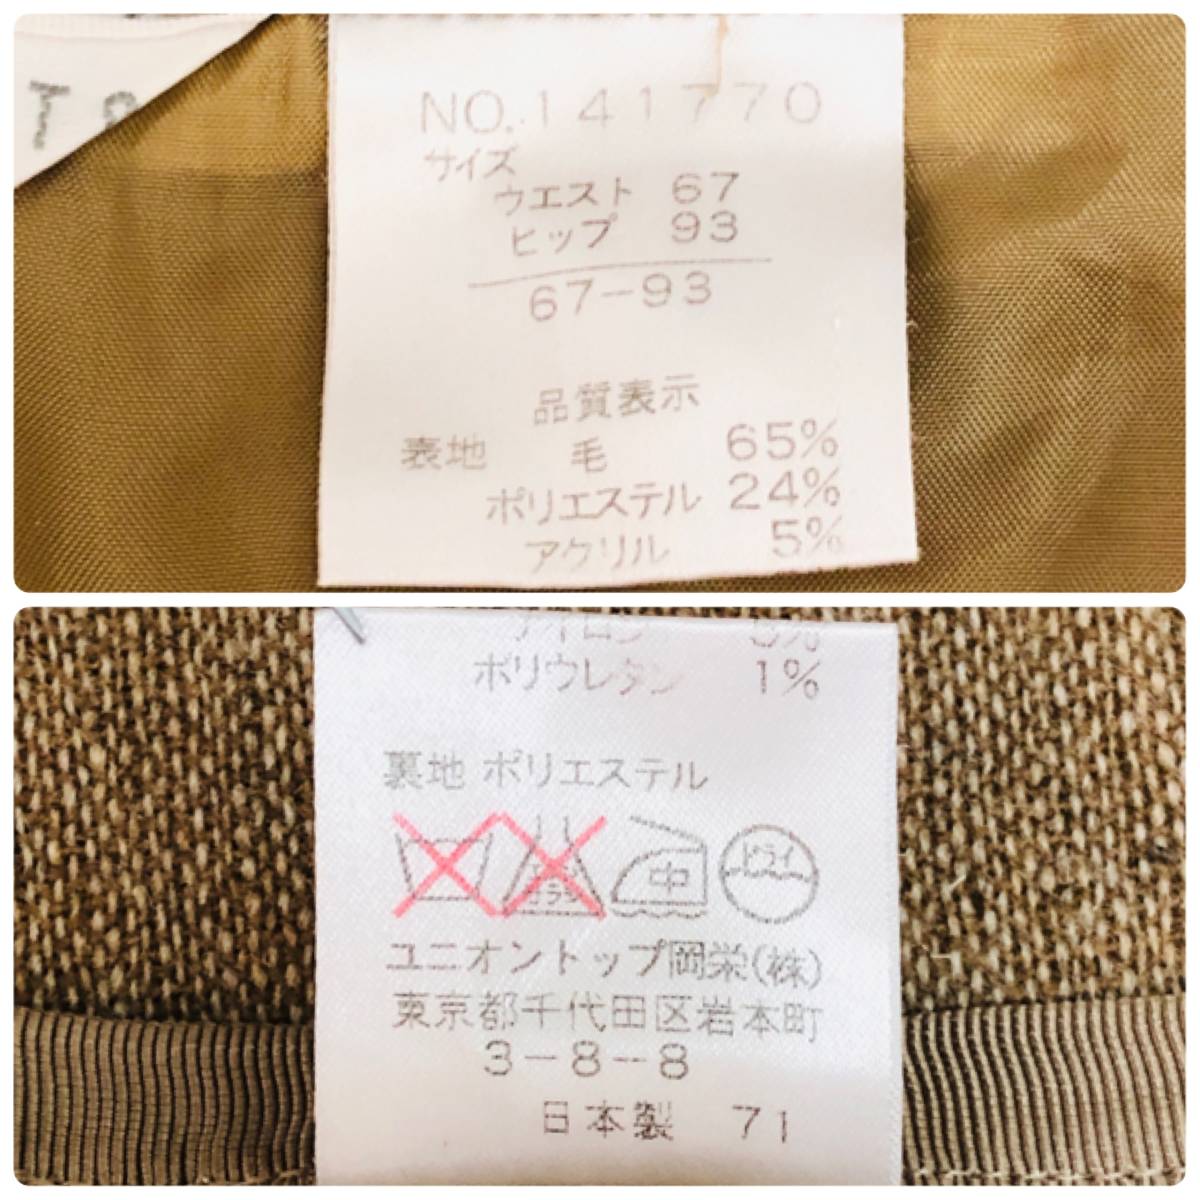 NO.141770
サイズ
ウエスト 67
ヒップ 93
67-93
品質表示
表地 毛 65%
ポリエステル 24%
アクリル 5%
ポリウレタン 1%
裏地 ポリエステル
中 ドライ
ユニオントップ岡栄(株)
東京都千代田区岩本町
3-8-8
日本製 71